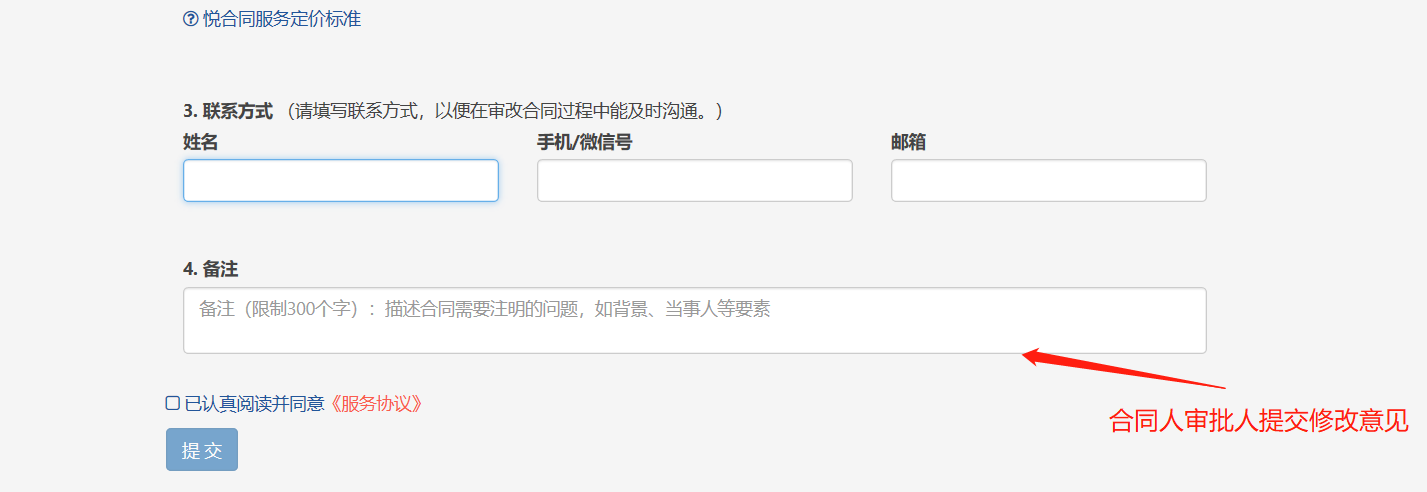 悦合同服务定价标准
3. 联系方式 （请填写联系方式，以便在审改合同过程中能及时沟通。）
姓名 手机/微信号 邮箱
4. 备注
备注（限制300个字）：描述合同需要注明的问题，如背景、当事人等要素
已认真阅读并同意《服务协议》
合同人审批人提交修改意见
提 交